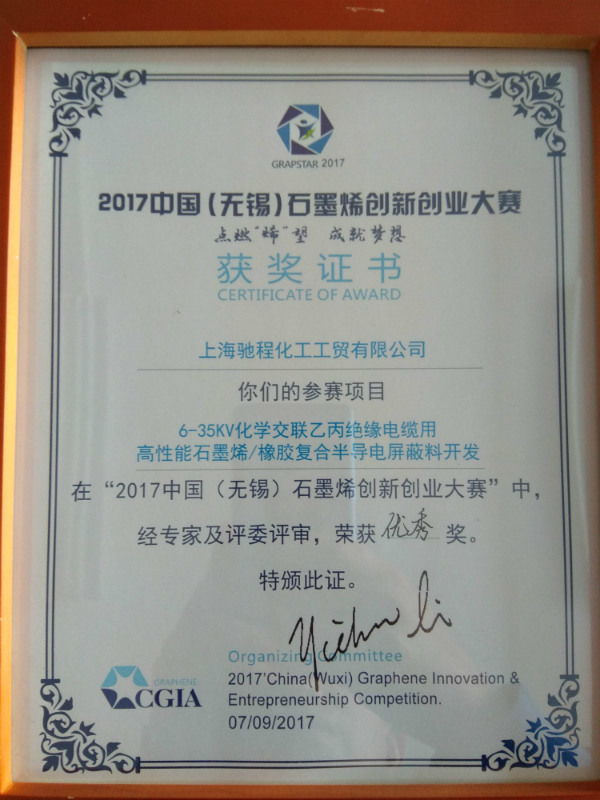 GRAPSTAR 2017
2017中国(无锡)石墨烯创新创业大赛
点燃“烯”望 成就梦想
获奖证书
CERTIFICATE OF AWARD
上海驰程化工工贸有限公司
你们的参赛项目
6-35KV化学交联乙丙绝缘电缆用
高性能石墨烯/橡胶复合半导电屏蔽料开发
在“2017中国(无锡)石墨烯创新创业大赛”中,
经专家及评委评审,荣获优秀奖。
特颁此证。
Organizing Committee
2017'China(Wuxi) Graphene Innovation &
Entrepreneurship Competition.
07/09/2017
GRAPHENE
CGIA